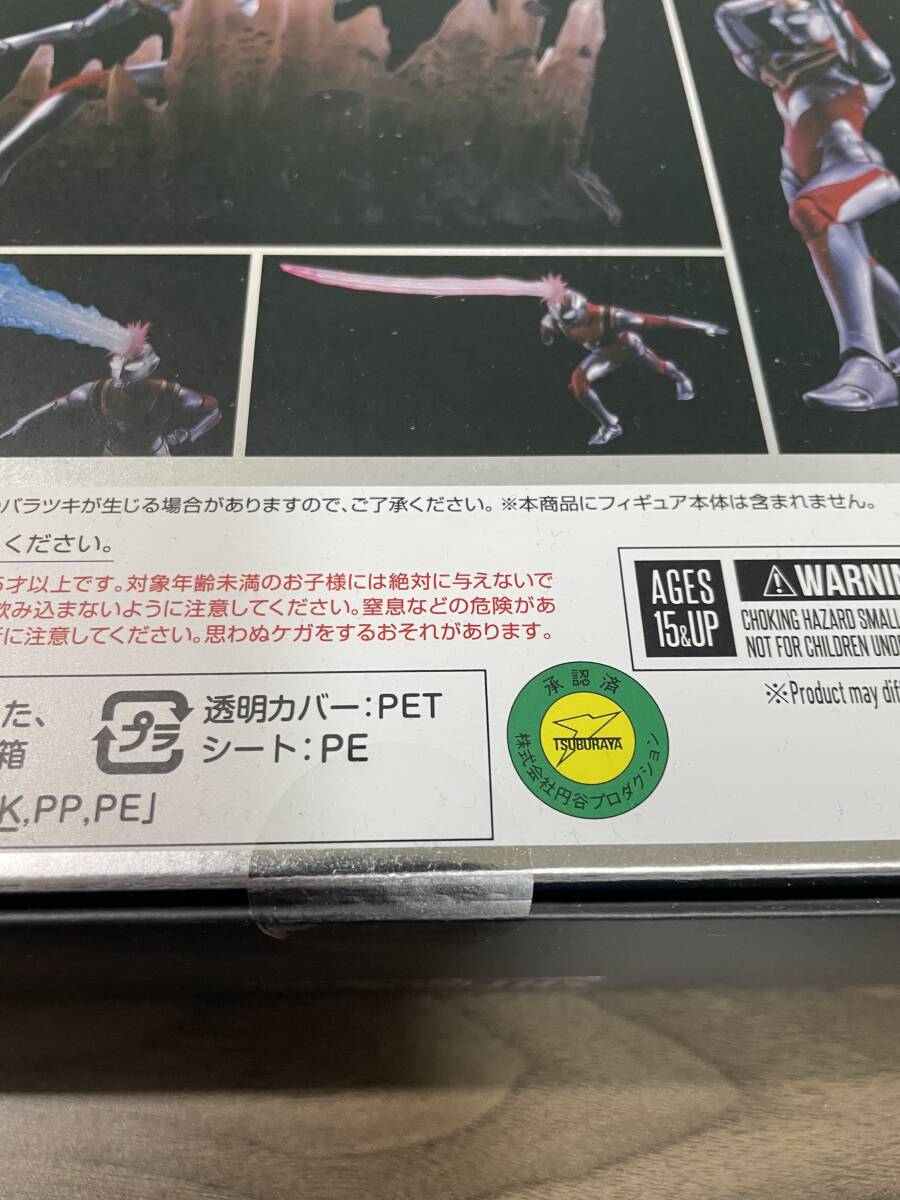 バラツキが生じる場合がありますので、ご了承ください。 ※本商品にフィギュア本体は含まれません。
ください。
才以上です。対象年齢未満のお子様には絶対に与えないで
飲み込まないように注意してください。窒息などの危険があ
に注意してください。思わぬケガをするおそれがあります。
AGES
15&UP
WARNIN
CHOKING HAZARD SMALL
NOT FOR CHILDREN UND
※Product may diff
た、
箱
K,PP,PE」
プラ
透明カバー:PET
シート:PE
承認済
TSUBURAYA
株式会社円谷プロダクション